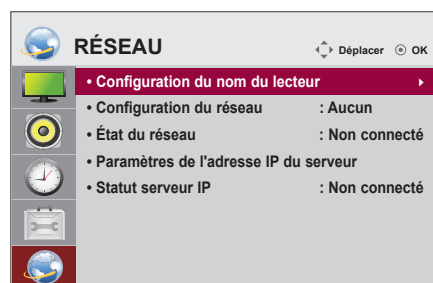 RÉSEAU Déplacer OK
• Configuration du nom du lecteur
• Configuration du réseau : Aucun
• État du réseau : Non connecté
• Paramètres de l'adresse IP du serveur
• Statut serveur IP : Non connecté